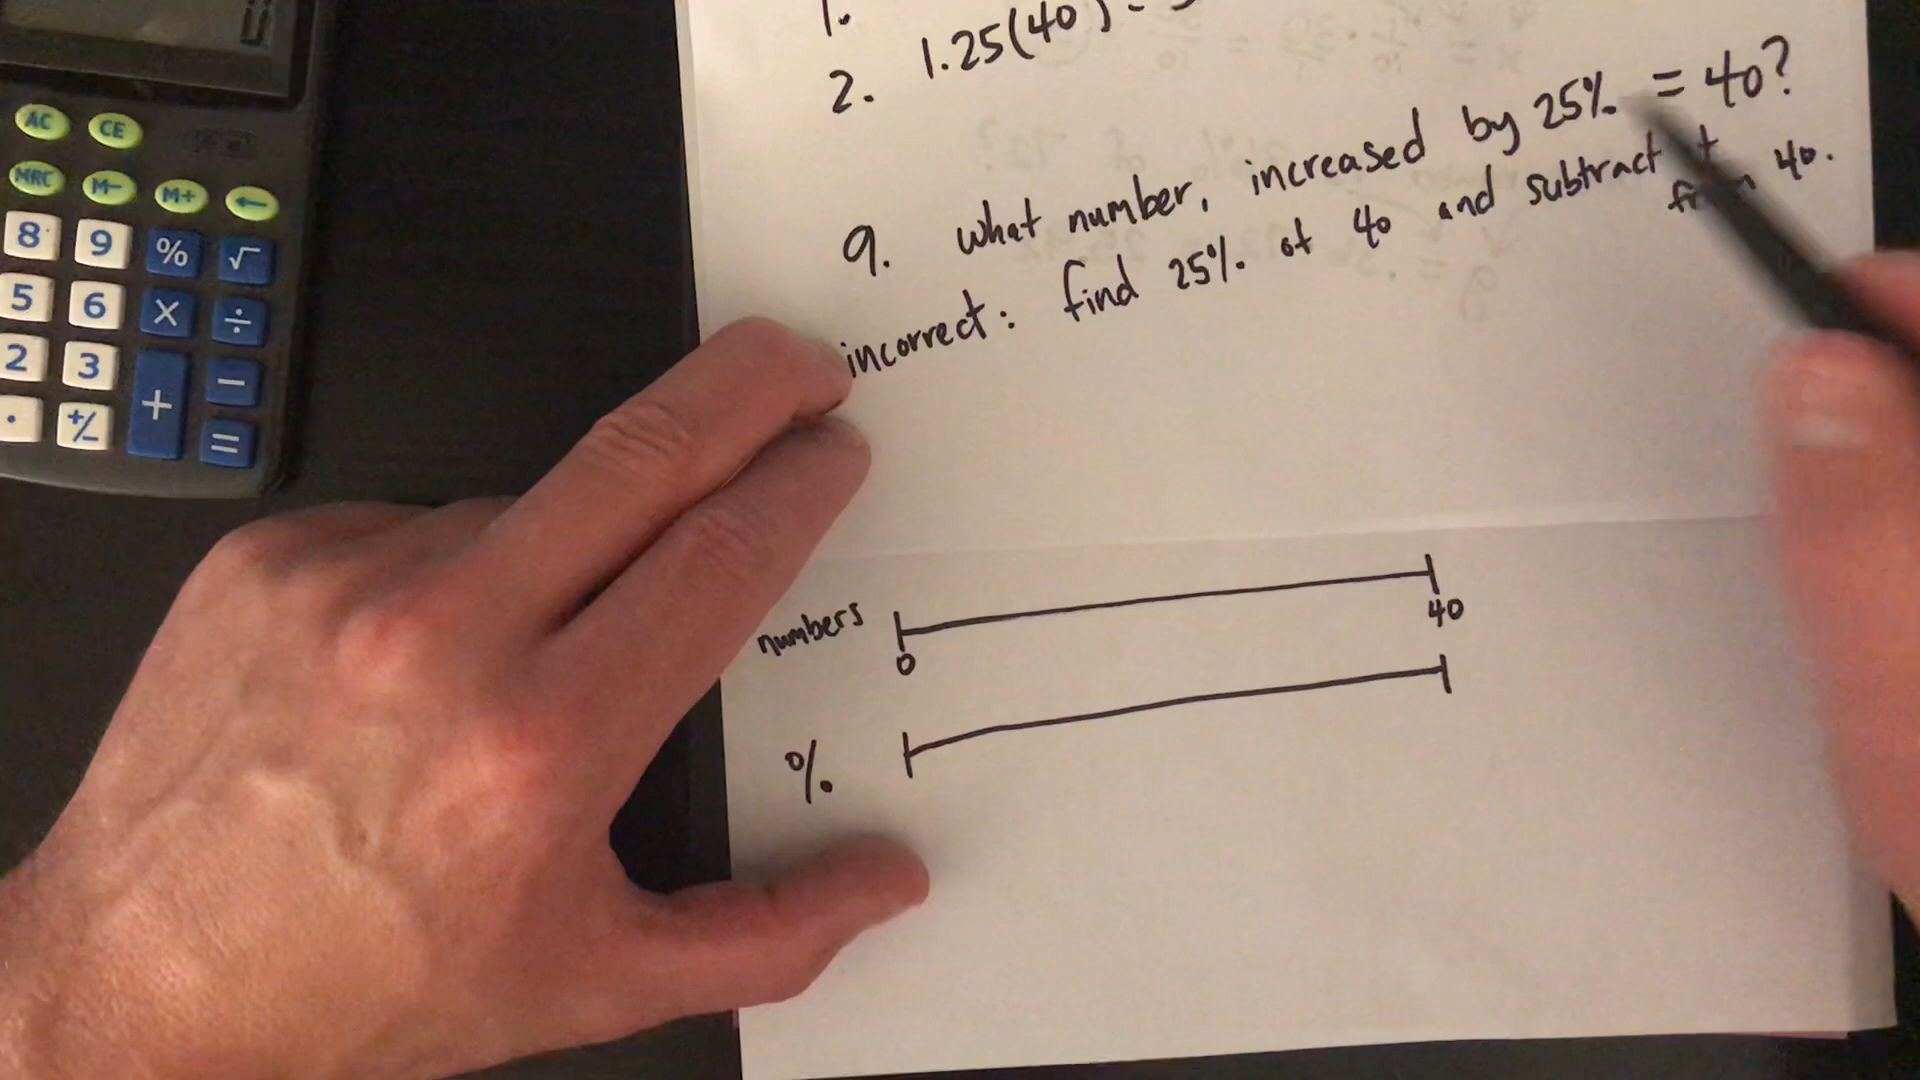 1.
2. 1.25(40)
9. what number, increased by 25% = 40?
incorrect: find 25% of 40 and subtract
40.
numbers
0
40
%
AC CE
MRC M- M+ ←
8 9 % √
5 6 X ÷
2 3 + −
· +/− =